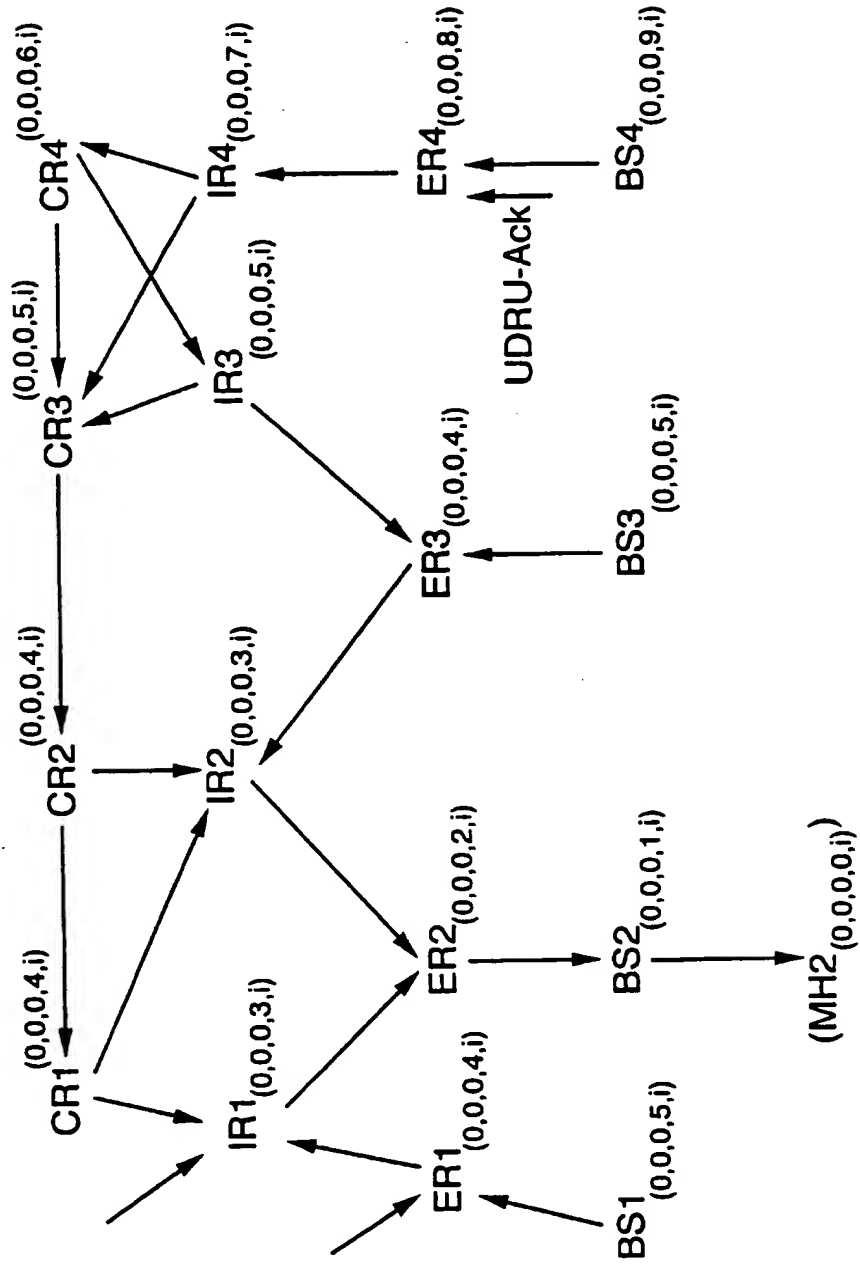 CR1(0,0,0,4,i)
CR2(0,0,0,4,i)
CR3(0,0,0,5,i)
CR4(0,0,0,6,i)
IR1(0,0,0,3,i)
IR2(0,0,0,3,i)
IR3(0,0,0,5,i)
IR4(0,0,0,7,i)
ER1(0,0,0,4,i)
ER2(0,0,0,2,i)
ER3(0,0,0,4,i)
ER4(0,0,0,8,i)
UDRU-Ack
BS1(0,0,0,5,i)
BS2(0,0,0,1,i)
BS3(0,0,0,5,i)
BS4(0,0,0,9,i)
(MH2(0,0,0,0,i))